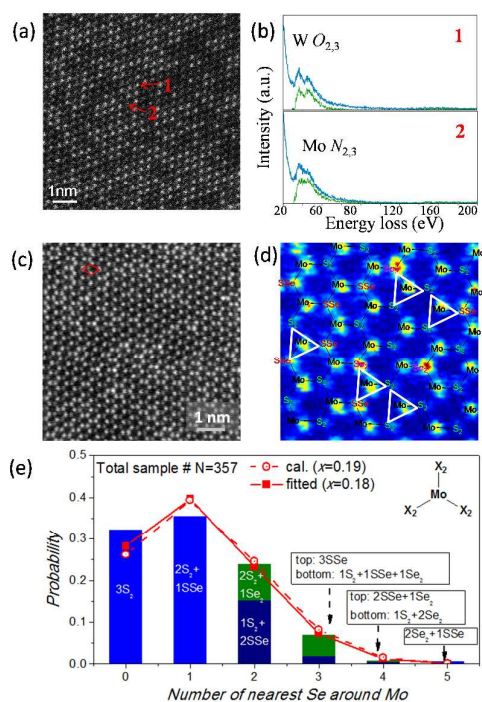 (a)
1
2
1nm
(b)
W O2,3
1
Mo N2,3
2
Intensity (a.u.)
20 40 80 120 160 200
Energy loss (eV)
(c)
1 nm
(d)
Mo
S2
SSe
Se2
(e)
Total sample # N=357
cal. (x=0.19)
fitted (x=0.18)
X2
Mo
X2 X2
0.5
0.4
0.3
0.2
0.1
0.0
Probability
3S2
2S2+
1SSe
2S2+
1Se2
1S2+
2SSe
top: 3SSe
bottom: 1S2+1SSe+1Se2
top: 2SSe+1Se2
bottom: 1S2+2Se2
2Se2+1SSe
0 1 2 3 4 5
Number of nearest Se around Mo